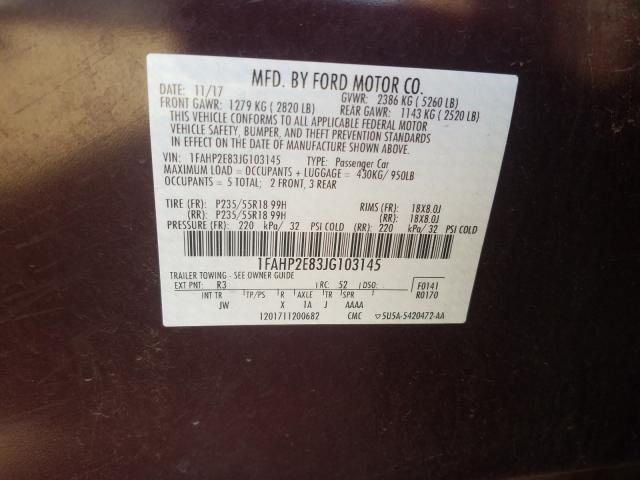 MFD. BY FORD MOTOR CO.
DATE: 11/17 GVWR: 2386 KG ( 5260 LB)
FRONT GAWR: 1279 KG ( 2820 LB) REAR GAWR: 1143 KG ( 2520 LB)
THIS VEHICLE CONFORMS TO ALL APPLICABLE FEDERAL MOTOR
VEHICLE SAFETY, BUMPER, AND THEFT PREVENTION STANDARDS
IN EFFECT ON THE DATE OF MANUFACTURE SHOWN ABOVE.
VIN: 1FAHP2E83JG103145 TYPE: Passenger Car
MAXIMUM LOAD = OCCUPANTS + LUGGAGE = 430KG/ 950LB
OCCUPANTS = 5 TOTAL; 2 FRONT, 3 REAR
TIRE (FR): P235/55R18 99H RIMS (FR): 18X8.0J
(RR): P235/55R18 99H (RR): 18X8.0J
PRESSURE (FR): 220 kPa/ 32 PSI COLD (RR): 220 kPa/ 32 PSI COLD
1FAHP2E83JG103145
TRAILER TOWING - SEE OWNER GUIDE
EXT PNT: R3 RC: 52 DSO: F0141
INT TR TP/PS R AXLE TR SPR R0170
JW X 1A J AAAA
1201711200682 CMC ▽5U5A-5420472-AA